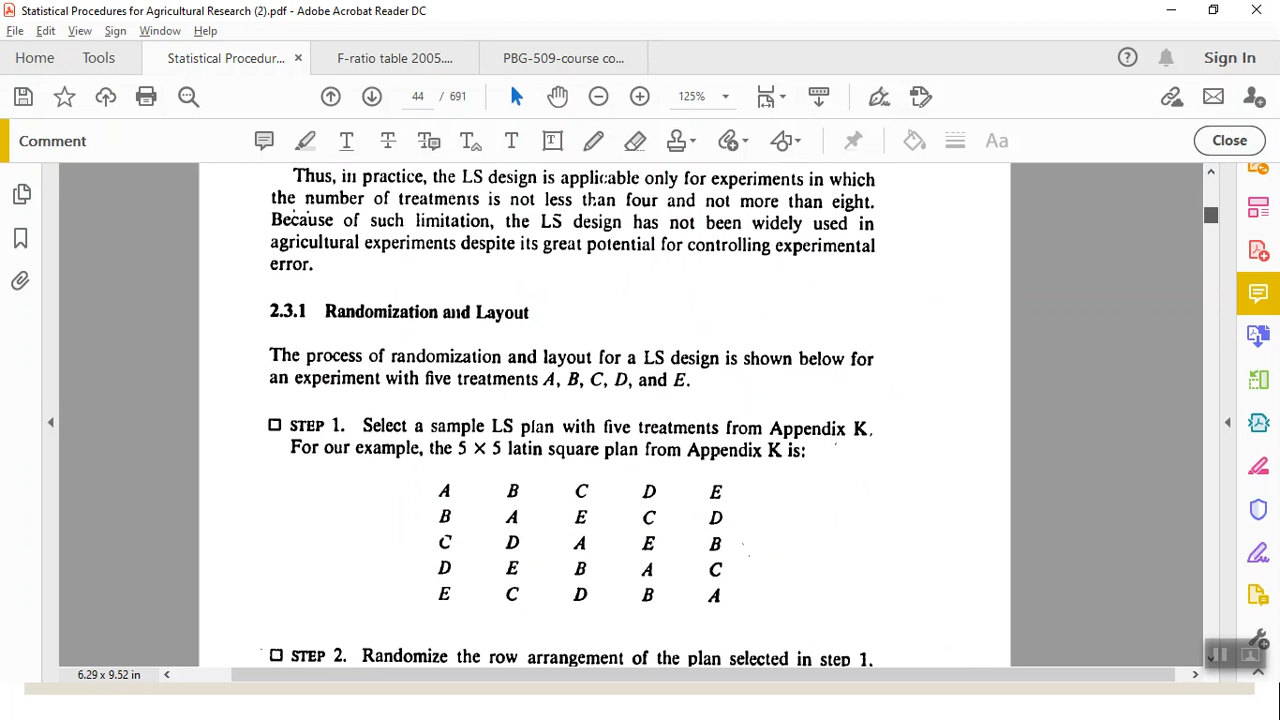 Statistical Procedures for Agricultural Research (2).pdf - Adobe Acrobat Reader DC
File Edit View Sign Window Help
Home Tools Statistical Procedur... × F-ratio table 2005.... PBG-509-course co... Sign In
44 / 691 125%
Comment Close
Thus, in practice, the LS design is applicable only for experiments in which
the number of treatments is not less than four and not more than eight.
Because of such limitation, the LS design has not been widely used in
agricultural experiments despite its great potential for controlling experimental
error.
2.3.1 Randomization and Layout
The process of randomization and layout for a LS design is shown below for
an experiment with five treatments A, B, C, D, and E.
STEP 1. Select a sample LS plan with five treatments from Appendix K.
For our example, the 5 × 5 latin square plan from Appendix K is:
A B C D E
B A E C D
C D A E B
D E B A C
E C D B A
STEP 2. Randomize the row arrangement of the plan selected in step 1,
6.29 x 9.52 in